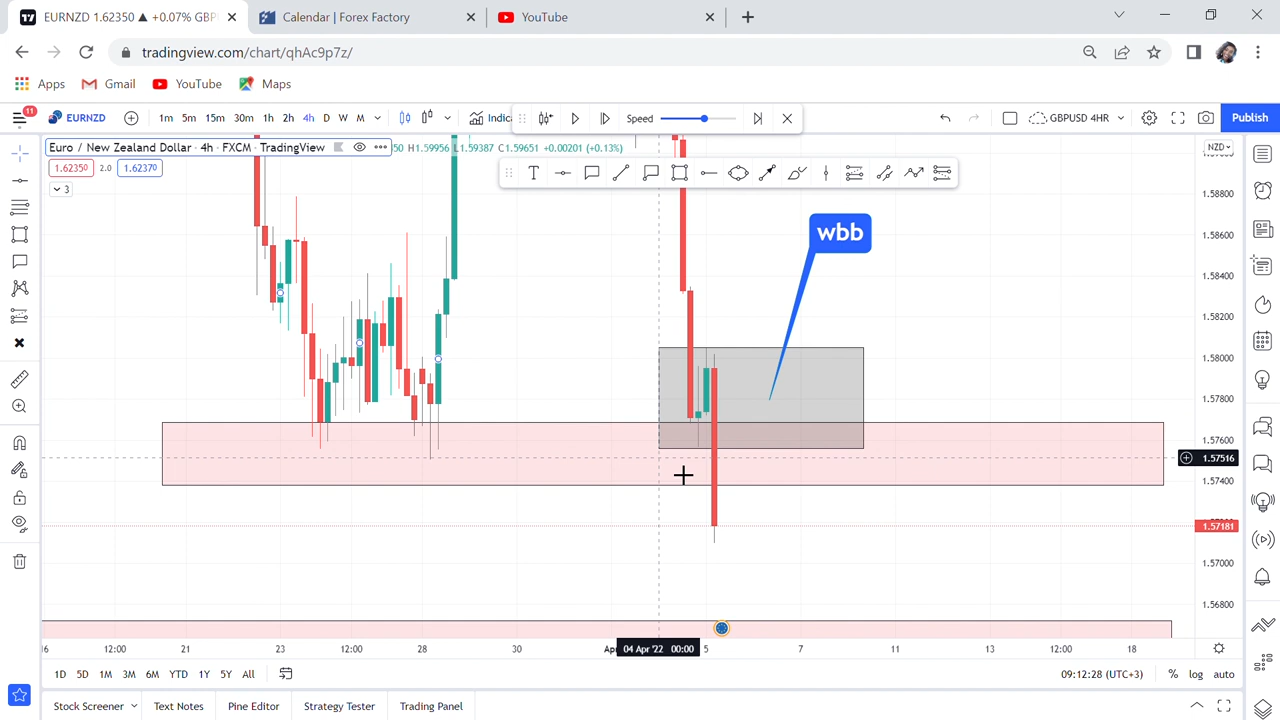 EURNZD 1.62350 ▲ +0.07% GBP
Calendar | Forex Factory
YouTube
tradingview.com/chart/qhAc9p7z/
Apps
Gmail
YouTube
Maps
11
EURNZD
1m 5m 15m 30m 1h 2h 4h D W M
Indic
Speed
GBPUSD 4HR
Publish
Euro / New Zealand Dollar · 4h · FXCM · TradingView
H1.59956 L1.59387 C1.59651 +0.00201 (+0.13%)
NZD
1.62350 2.0 1.62370
3
wbb
1.58800
1.58600
1.58400
1.58200
1.58000
1.57800
1.57600
1.57516
1.57400
1.57181
1.57000
1.56800
12:00 21 23 12:00 28 30 04 Apr '22 00:00 5 7 11 13 12:00 18
1D 5D 1M 3M 6M YTD 1Y 5Y All
09:12:28 (UTC+3)
% log auto
Stock Screener
Text Notes
Pine Editor
Strategy Tester
Trading Panel